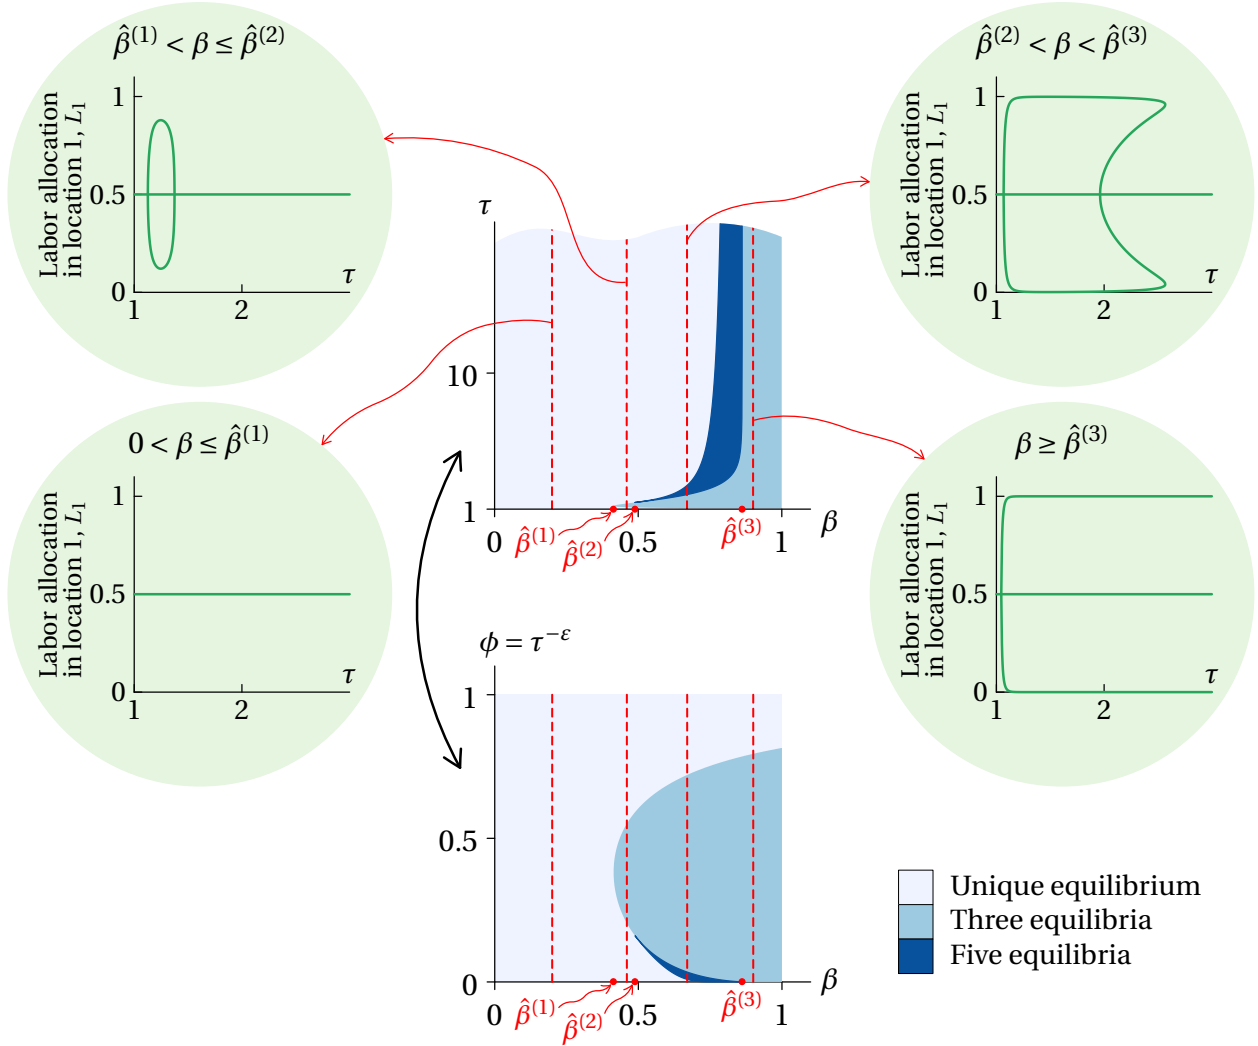 β̂⁽¹⁾ < β ≤ β̂⁽²⁾
Labor allocation
in location 1, L₁
1
0.5
0
1
2
τ
β̂⁽²⁾ < β < β̂⁽³⁾
Labor allocation
in location 1, L₁
1
0.5
0
1
2
τ
0 < β ≤ β̂⁽¹⁾
Labor allocation
in location 1, L₁
1
0.5
0
1
2
τ
β ≥ β̂⁽³⁾
Labor allocation
in location 1, L₁
1
0.5
0
1
2
τ
τ
10
1
0
0.5
1
β
β̂⁽¹⁾
β̂⁽²⁾
β̂⁽³⁾
ϕ = τ⁻ᵋ
1
0.5
0
0
0.5
1
β
β̂⁽¹⁾
β̂⁽²⁾
β̂⁽³⁾
Unique equilibrium
Three equilibria
Five equilibria